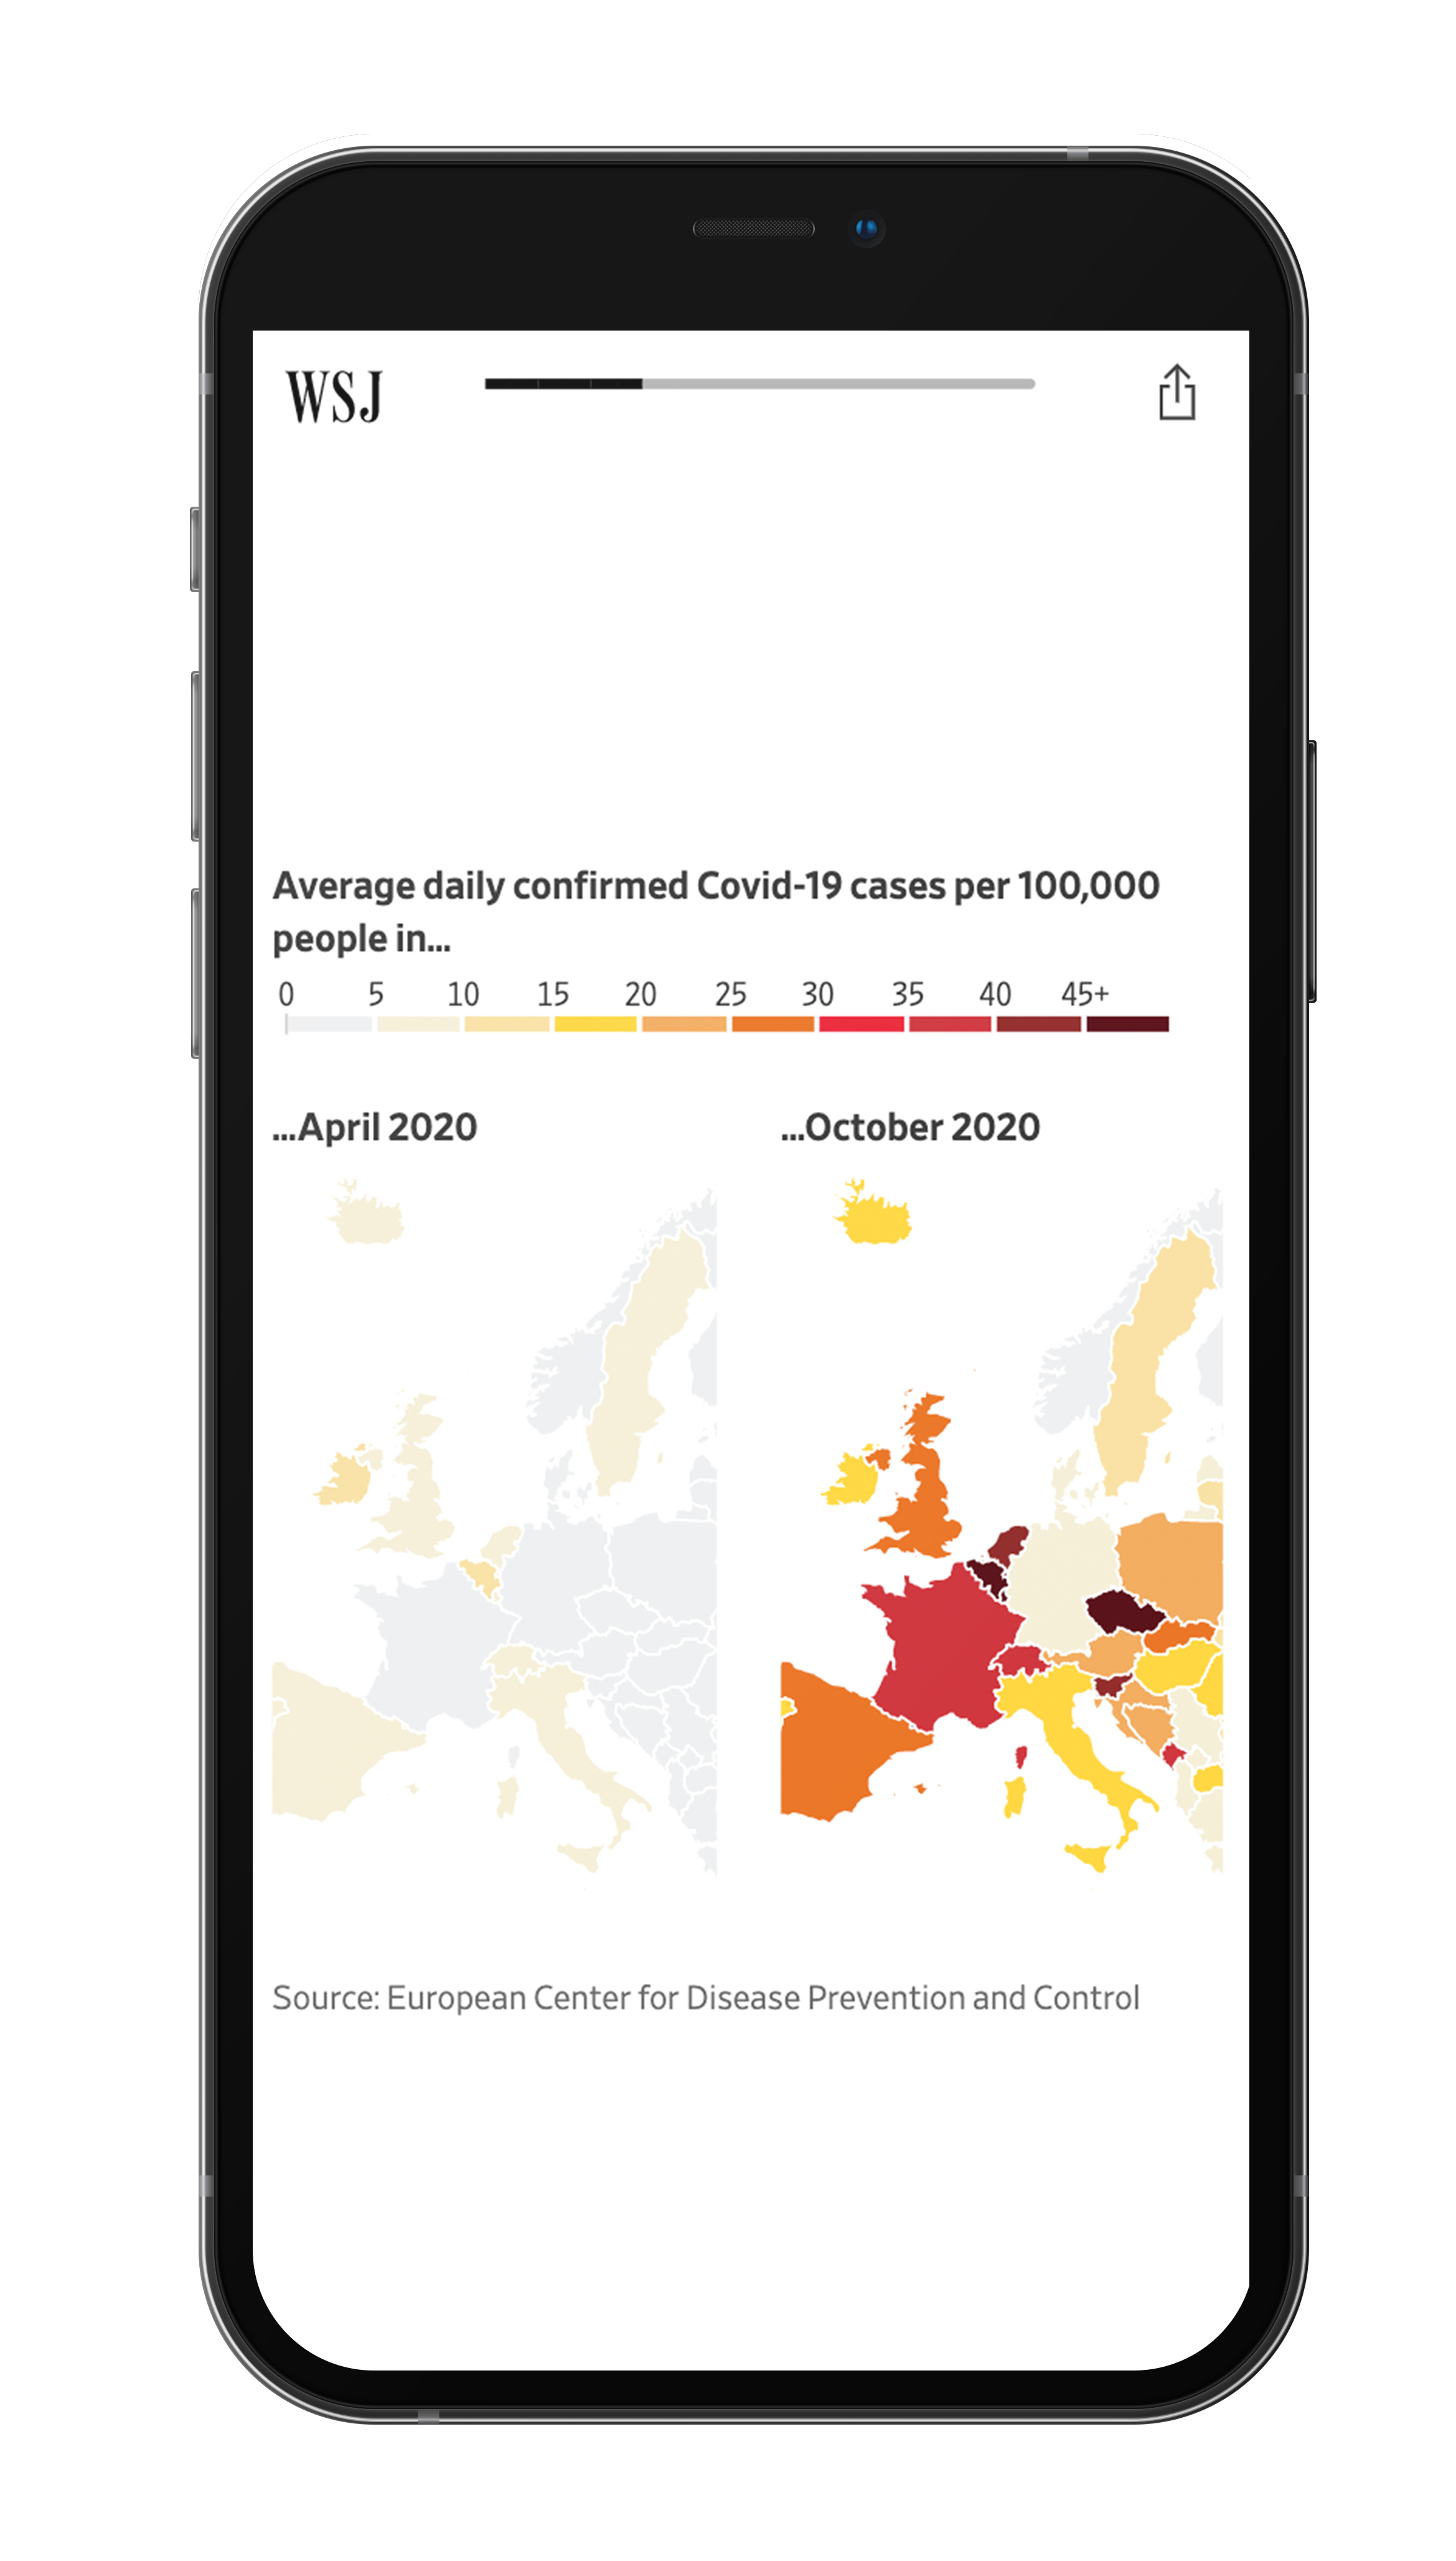 WSJ
Average daily confirmed Covid-19 cases per 100,000
people in...
0 5 10 15 20 25 30 35 40 45+
...April 2020
...October 2020
Source: European Center for Disease Prevention and Control